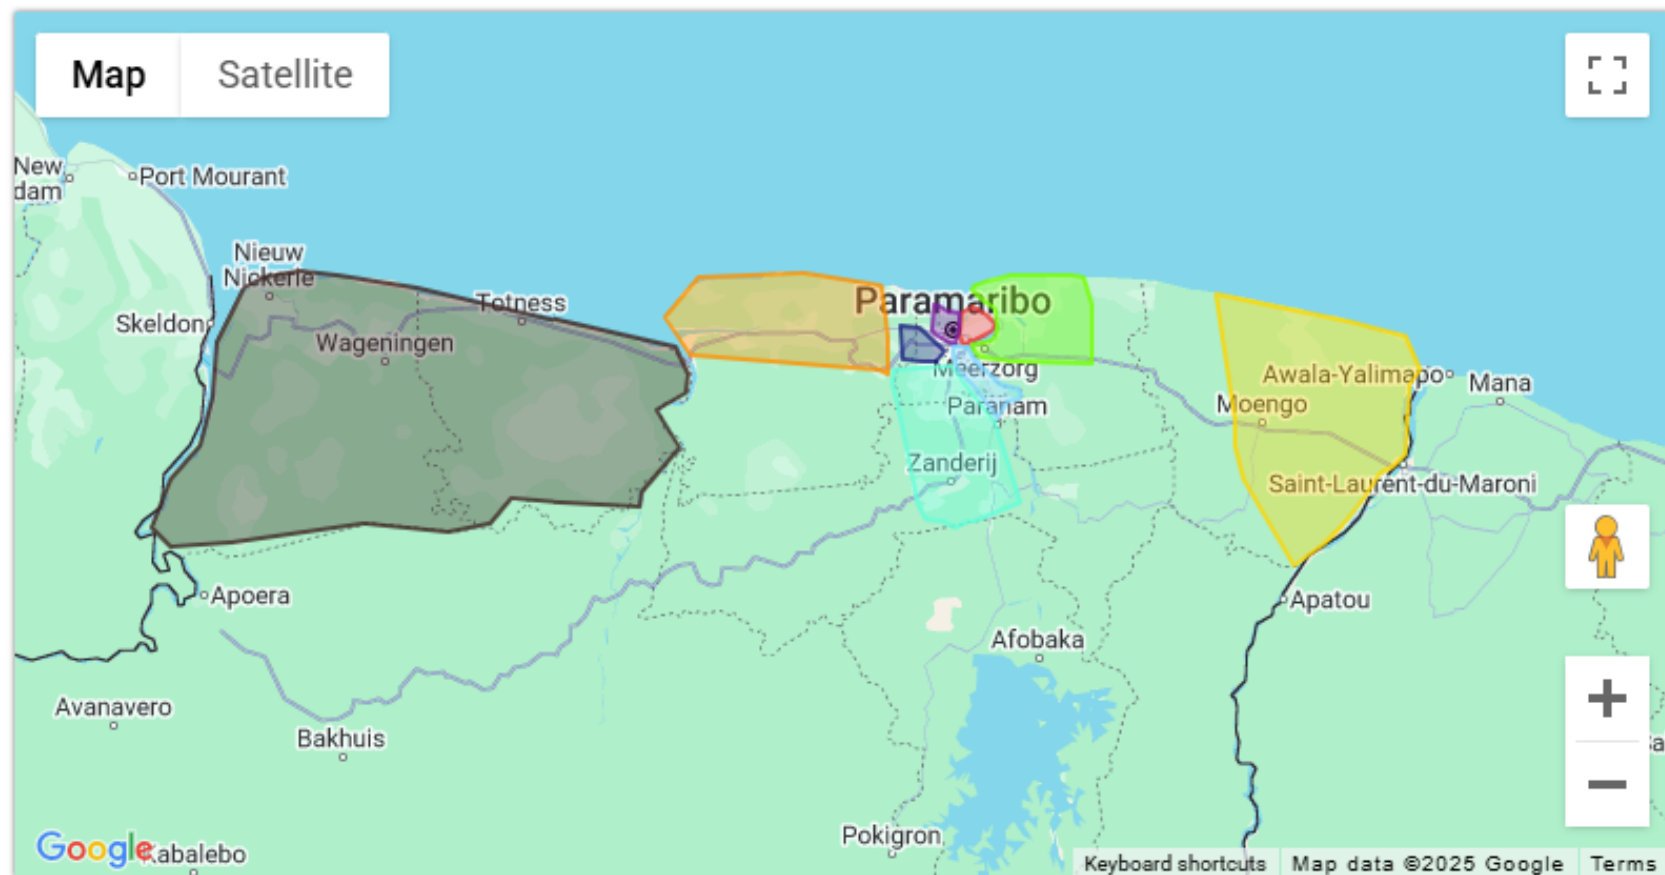 Map
Satellite
New
dam
Port Mourant
Nieuw
Nickerie
Totness
Paramaribo
Skeldon
Wageningen
Meerzorg
Awala-Yalimapo
Mana
Moengo
Paranam
Zanderij
Saint-Laurent-du-Maroni
Apoera
Apatou
Afobaka
Avanavero
Bakhuis
Pokigron
Google
Kabalebo
Keyboard shortcuts
Map data ©2025 Google
Terms